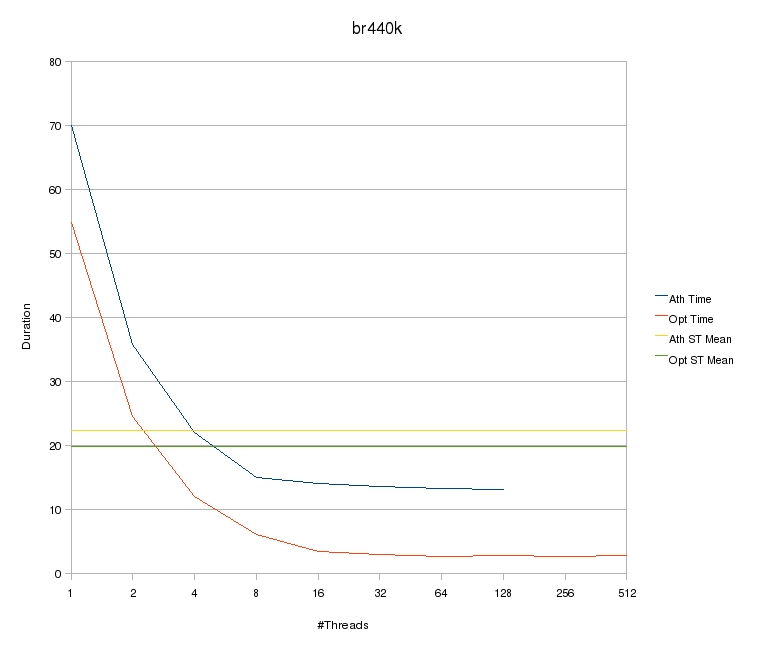 br440k
80
70
60
50
40
30
20
10
0
Duration
1 2 4 8 16 32 64 128 256 512
#Threads
Ath Time
Opt Time
Ath ST Mean
Opt ST Mean